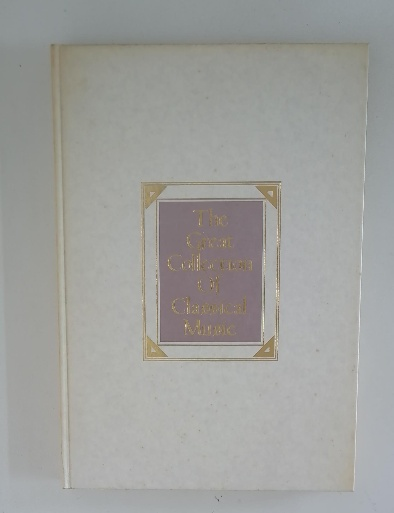 The
Great
Collection
Of
Classical
Music